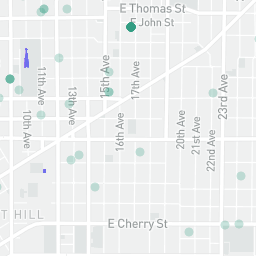 E Thomas St
E John St
11th Ave
10th Ave
13th Ave
15th Ave
17th Ave
16th Ave
20th Ave
21st Ave
22nd Ave
23rd Ave
T HILL
E Cherry St